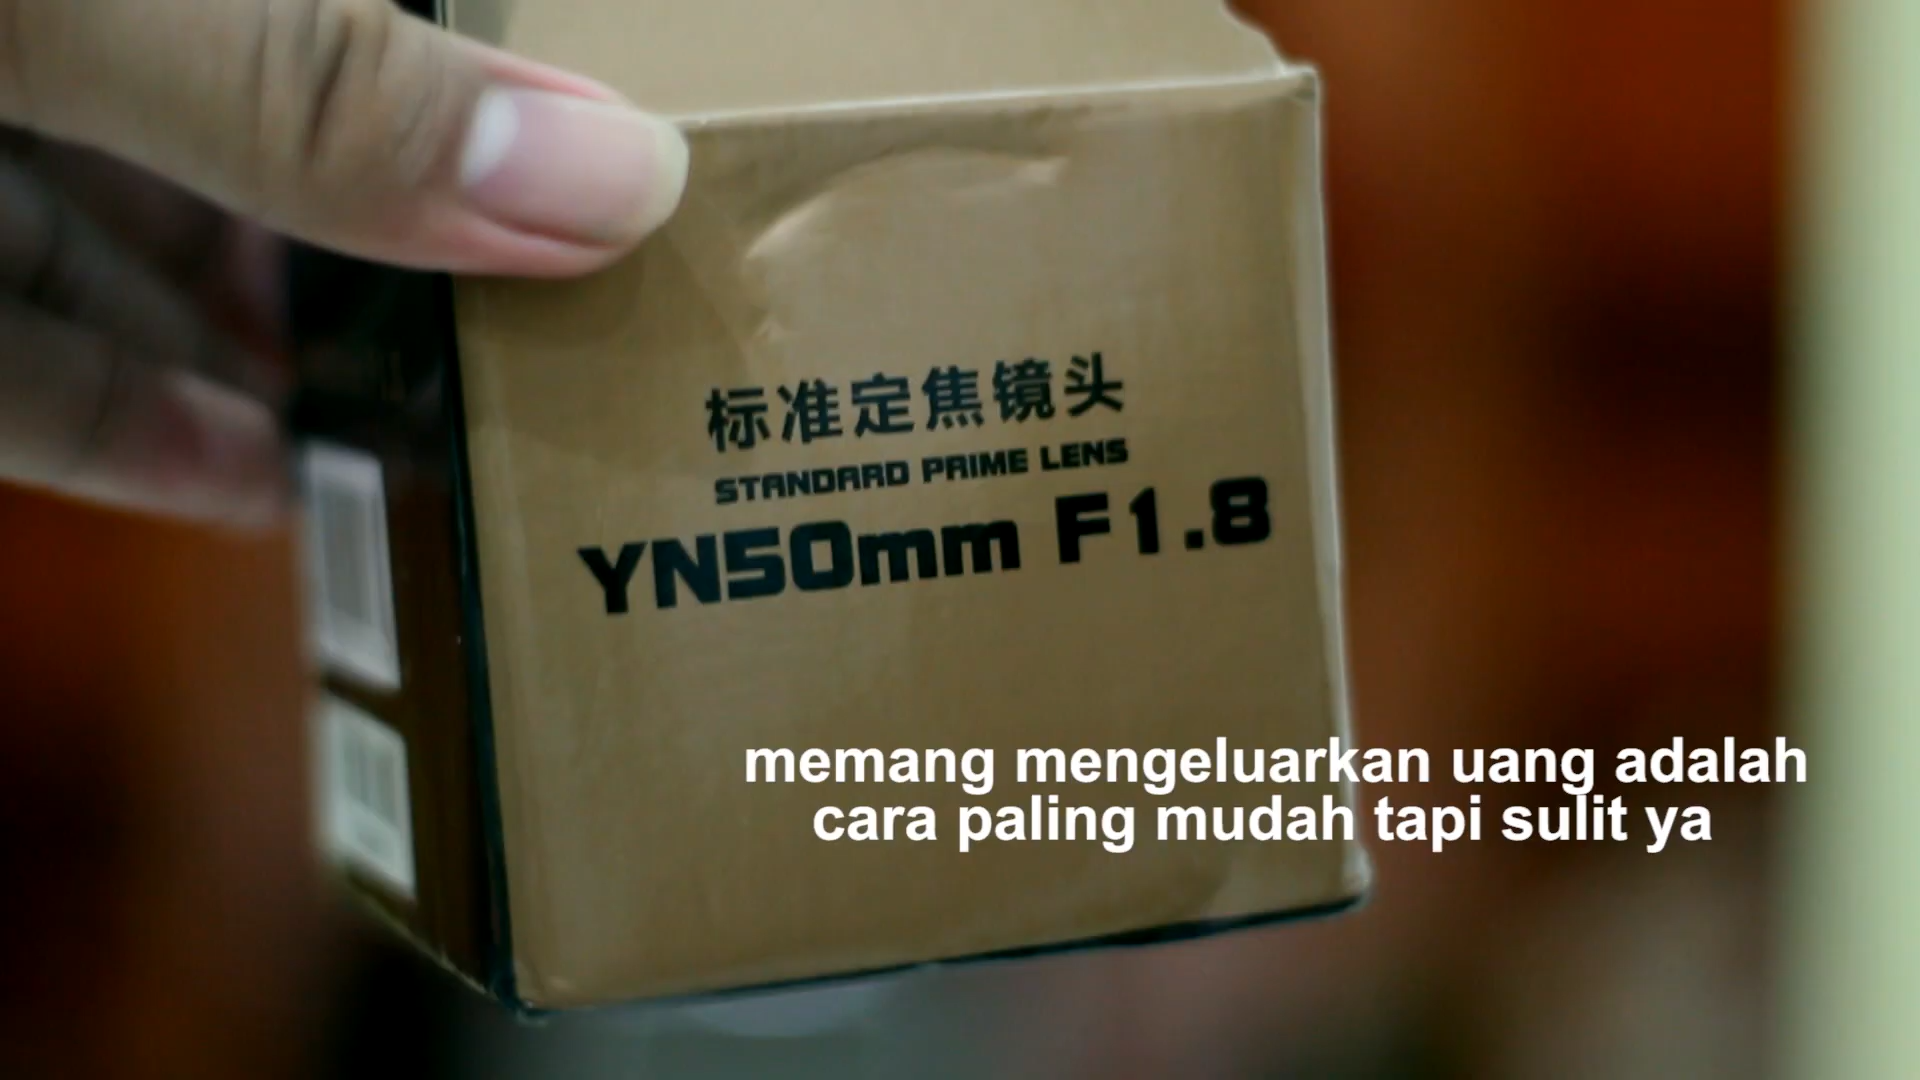 标准定焦镜头
STANDARD PRIME LENS
YN50mm F1.8
memang mengeluarkan uang adalah
cara paling mudah tapi sulit ya